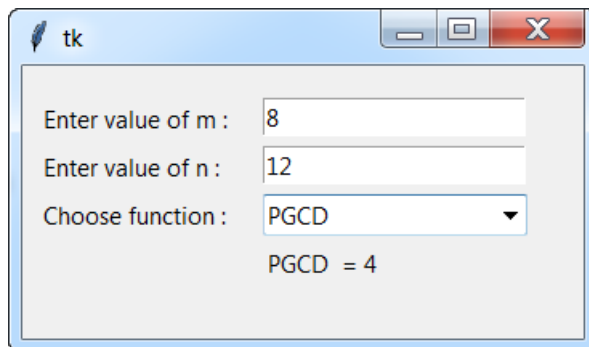 tk
Enter value of m : 8
Enter value of n : 12
Choose function : PGCD
PGCD = 4